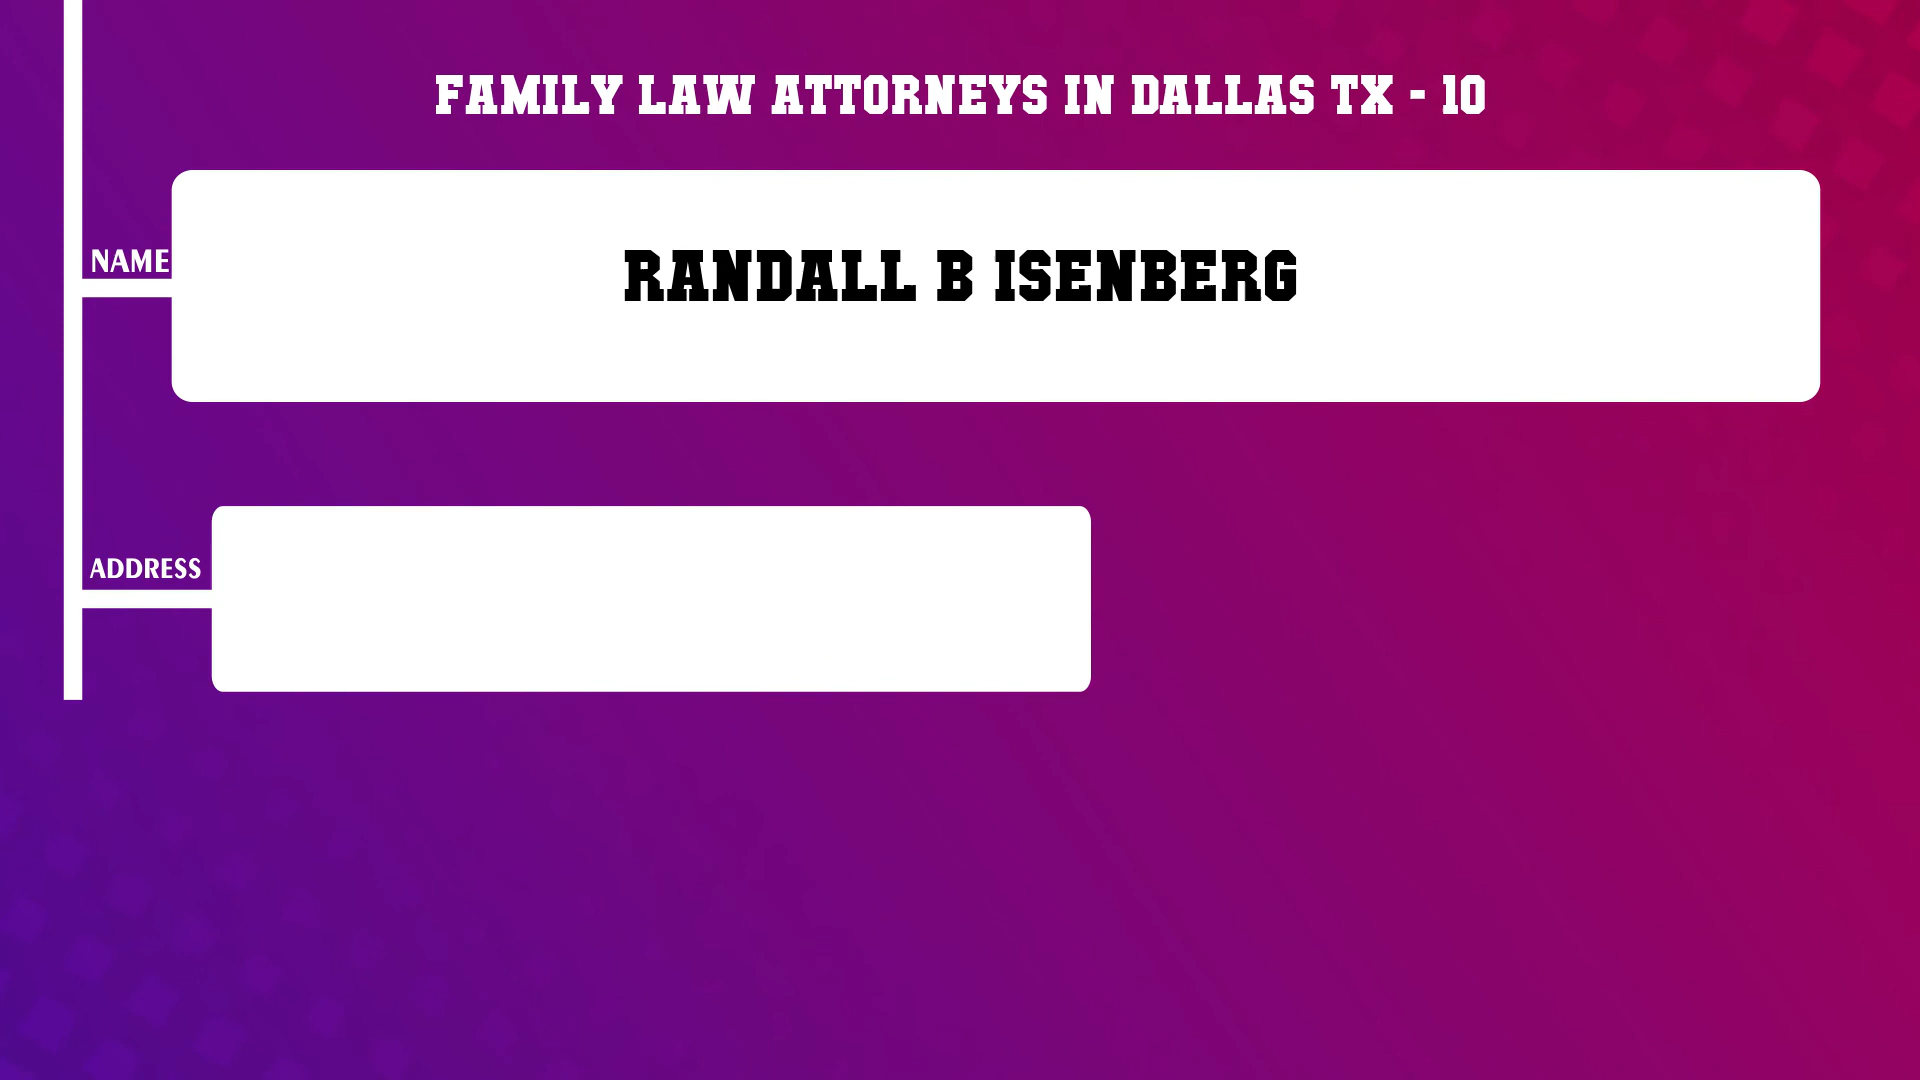 FAMILY LAW ATTORNEYS IN DALLAS TX - 10
NAME
RANDALL B ISENBERG
ADDRESS